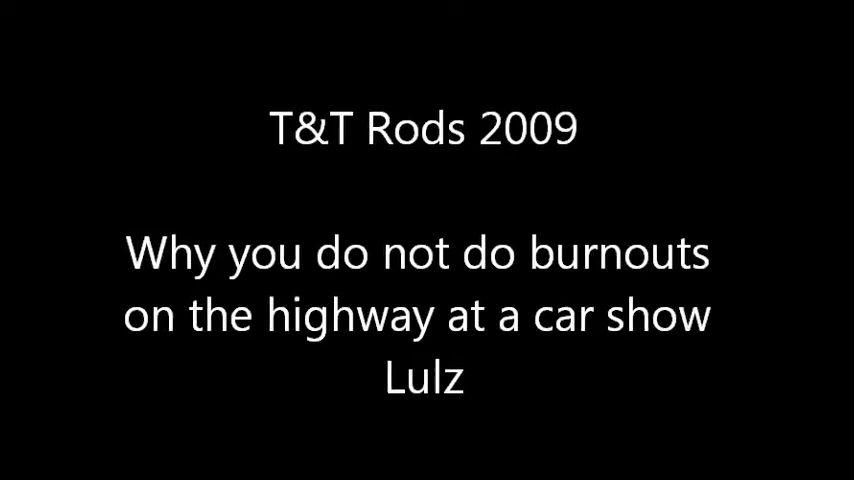 T&T Rods 2009
Why you do not do burnouts
on the highway at a car show
Lulz